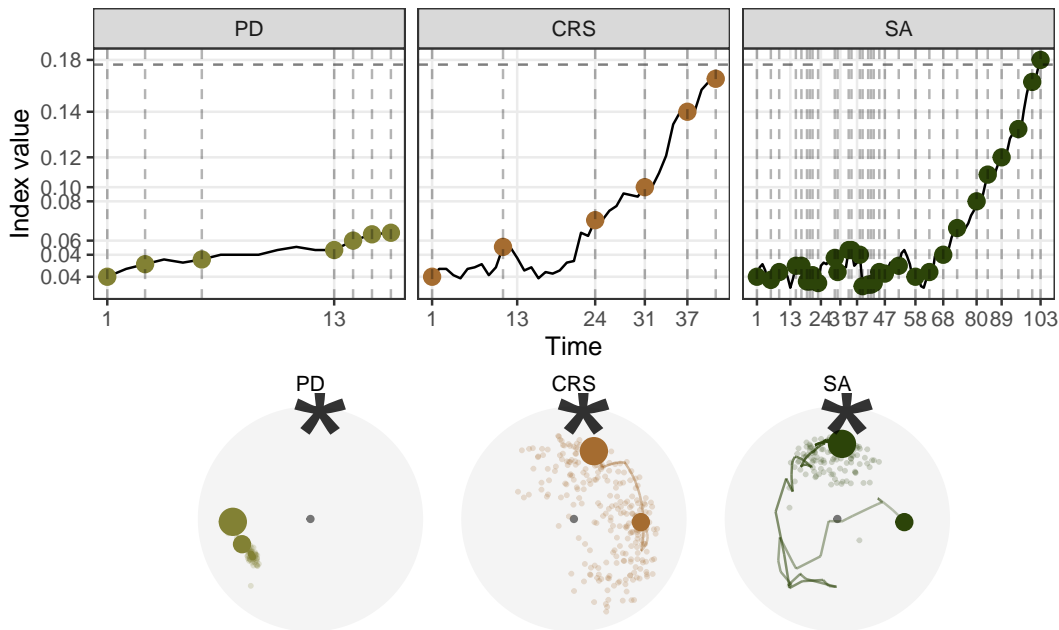 PD CRS SA
Index value
0.18
0.14
0.12
0.10
0.08
0.06
0.04
0.04
1 13 1 13 24 31 37 1 13 24 31 37 47 58 68 80 89 103
Time
PD CRS SA
* * *